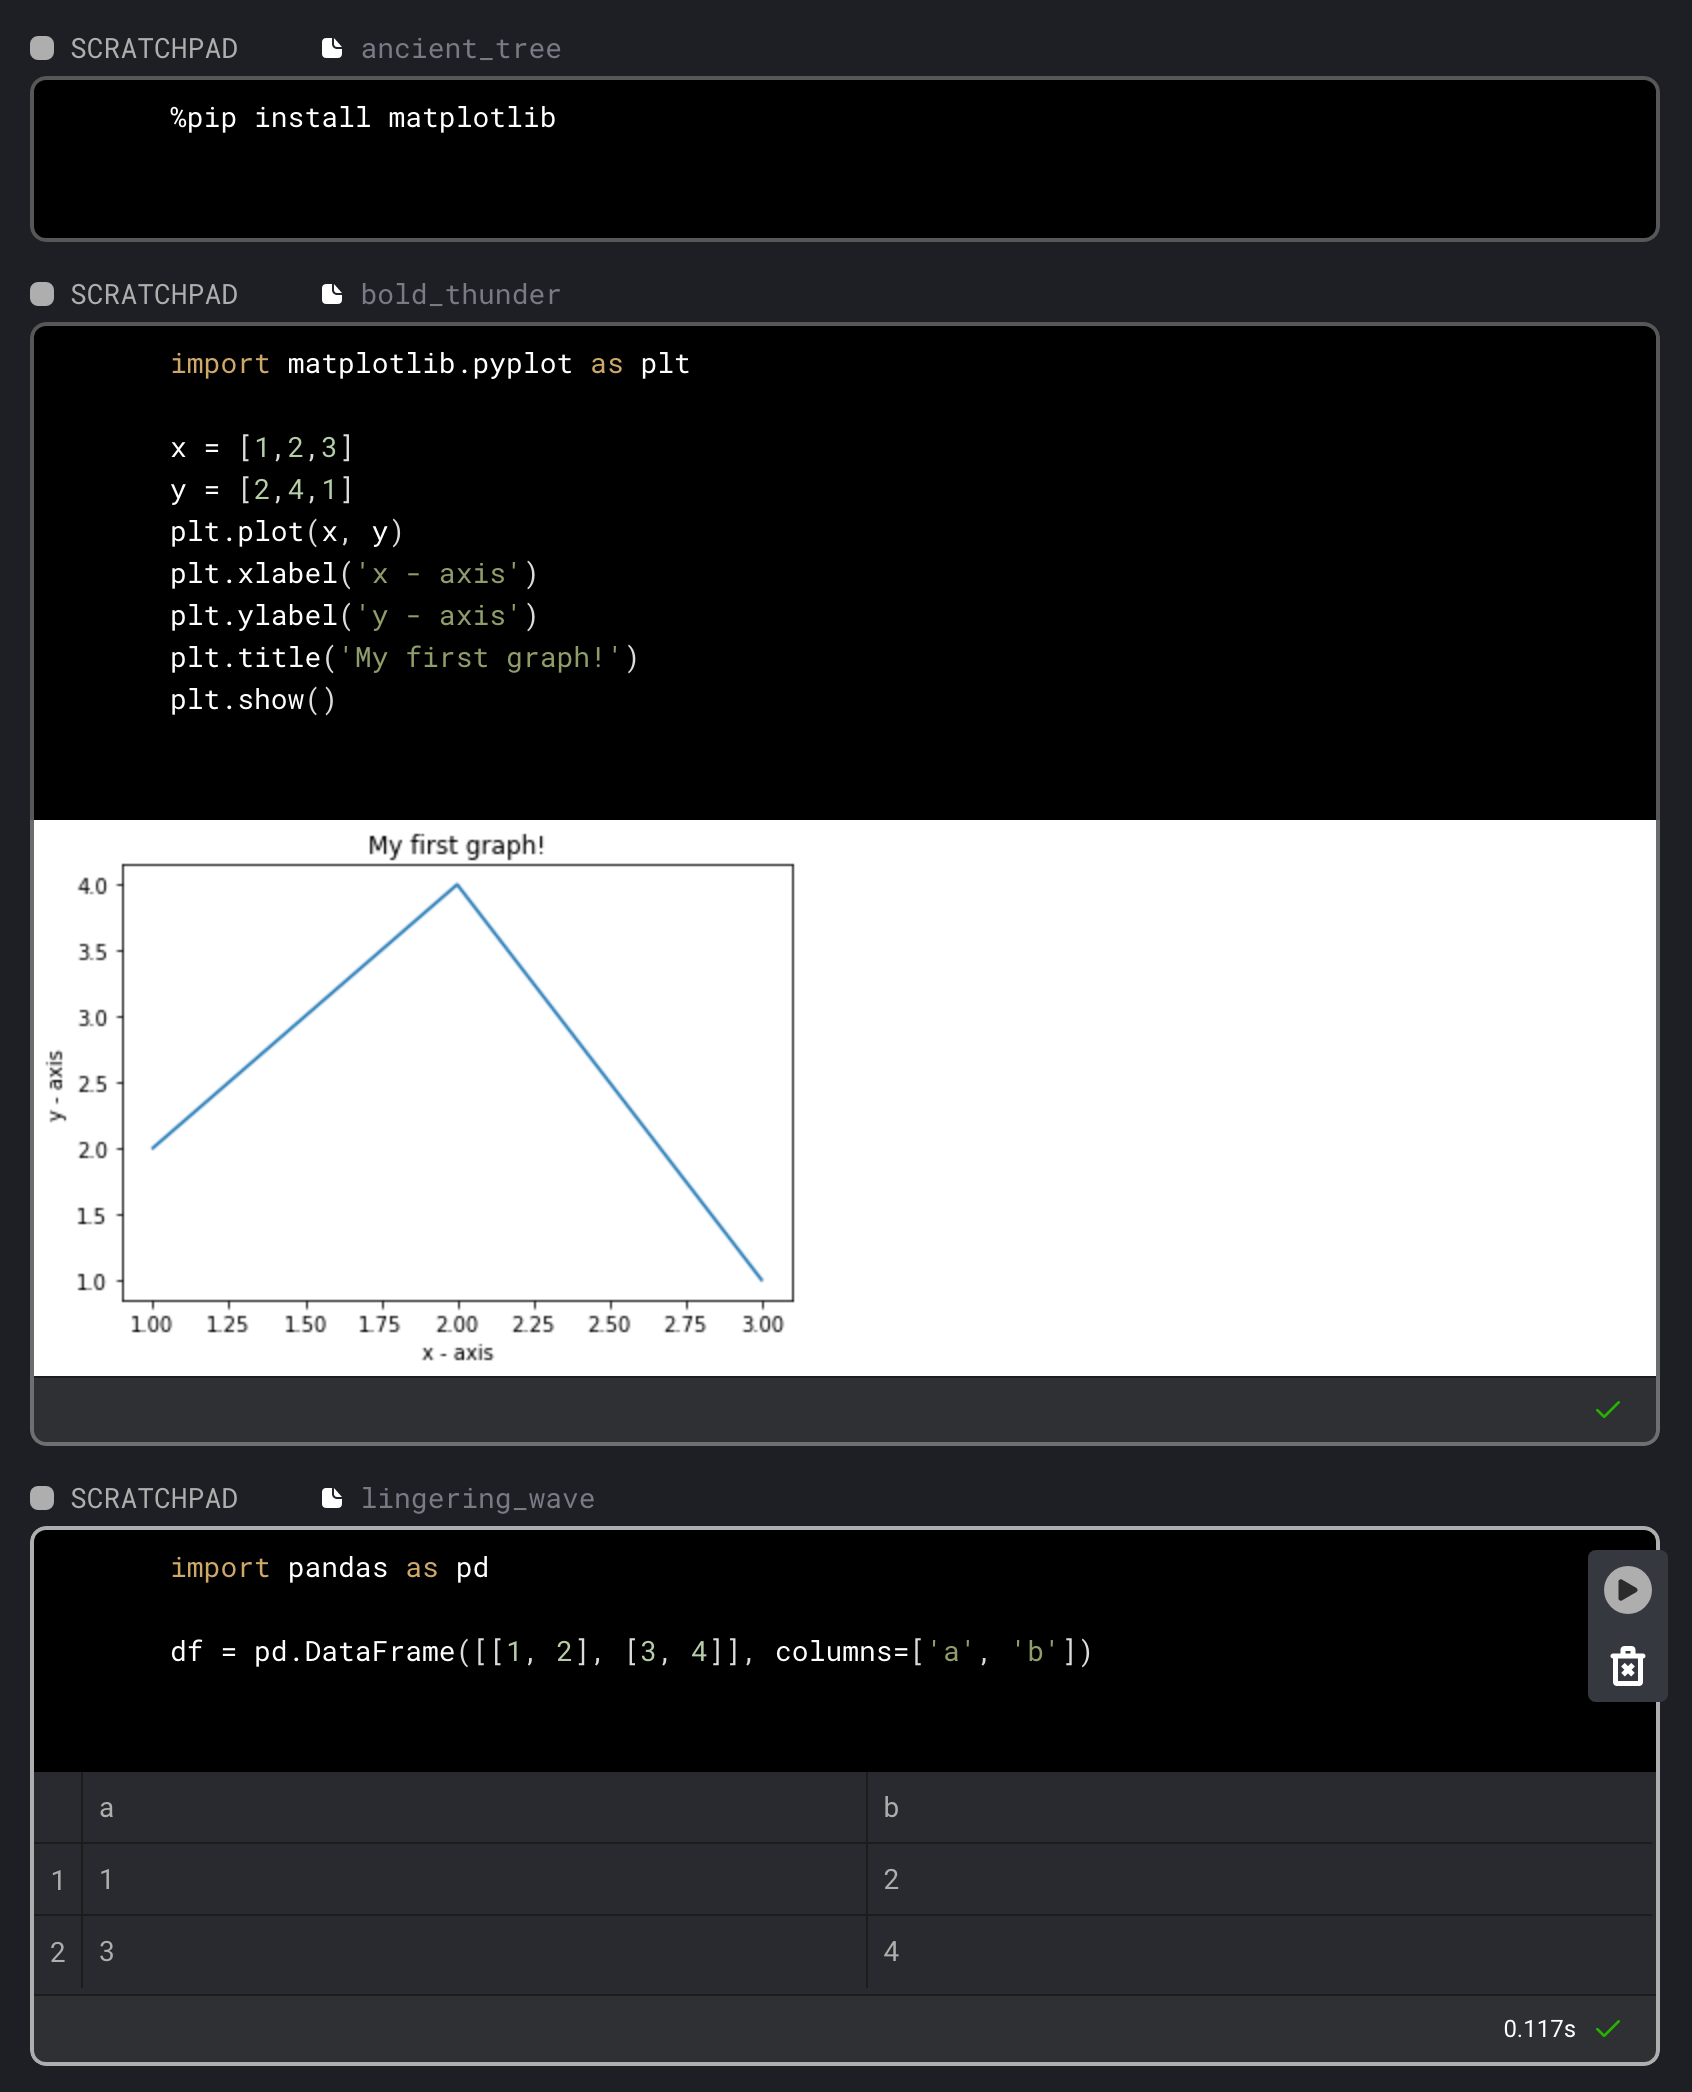 SCRATCHPAD ancient_tree
%pip install matplotlib
SCRATCHPAD bold_thunder
import matplotlib.pyplot as plt
x = [1,2,3]
y = [2,4,1]
plt.plot(x, y)
plt.xlabel('x - axis')
plt.ylabel('y - axis')
plt.title('My first graph!')
plt.show()
My first graph!
4.0
3.5
3.0
2.5
2.0
1.5
1.0
y - axis
1.00 1.25 1.50 1.75 2.00 2.25 2.50 2.75 3.00
x - axis
SCRATCHPAD lingering_wave
import pandas as pd
df = pd.DataFrame([[1, 2], [3, 4]], columns=['a', 'b'])
a b
1 1 2
2 3 4
0.117s